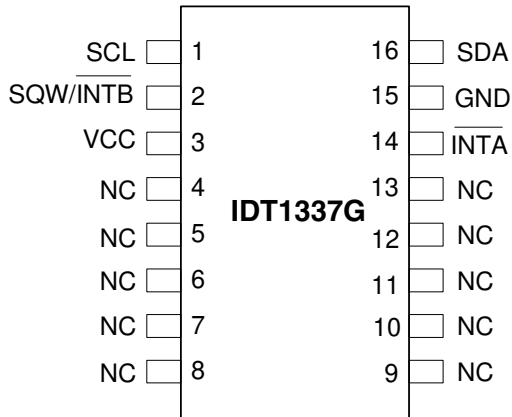 SCL 1 16 SDA
SQW/INTB 2 15 GND
VCC 3 14 INTA
NC 4 13 NC
IDT1337G
NC 5 12 NC
NC 6 11 NC
NC 7 10 NC
NC 8 9 NC